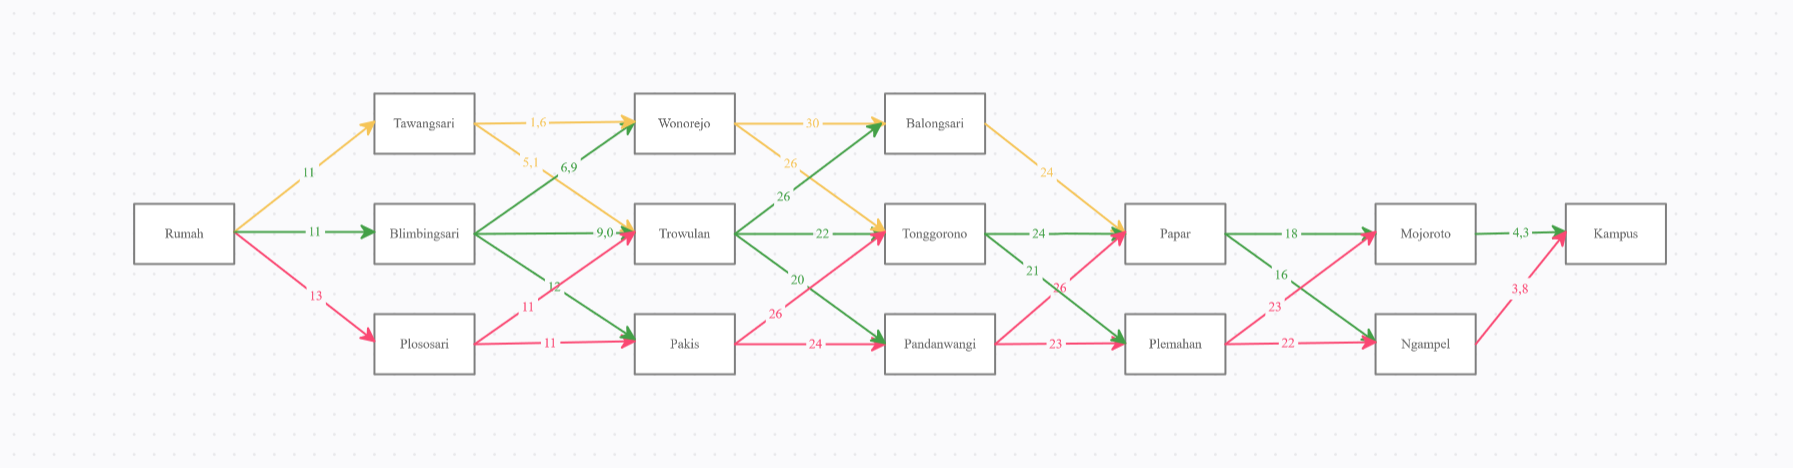 Tawangsari
1,6
Wonorejo
30
Balongsari
5,1
6,9
26
11
24
26
Rumah
11
Blimbingsari
9,0
Trowulan
22
Tonggorono
24
Papar
18
Mojoroto
4,3
Kampus
21
16
20
12
26
3,8
13
11
26
23
Plososari
11
Pakis
24
Pandanwangi
23
Plemahan
22
Ngampel